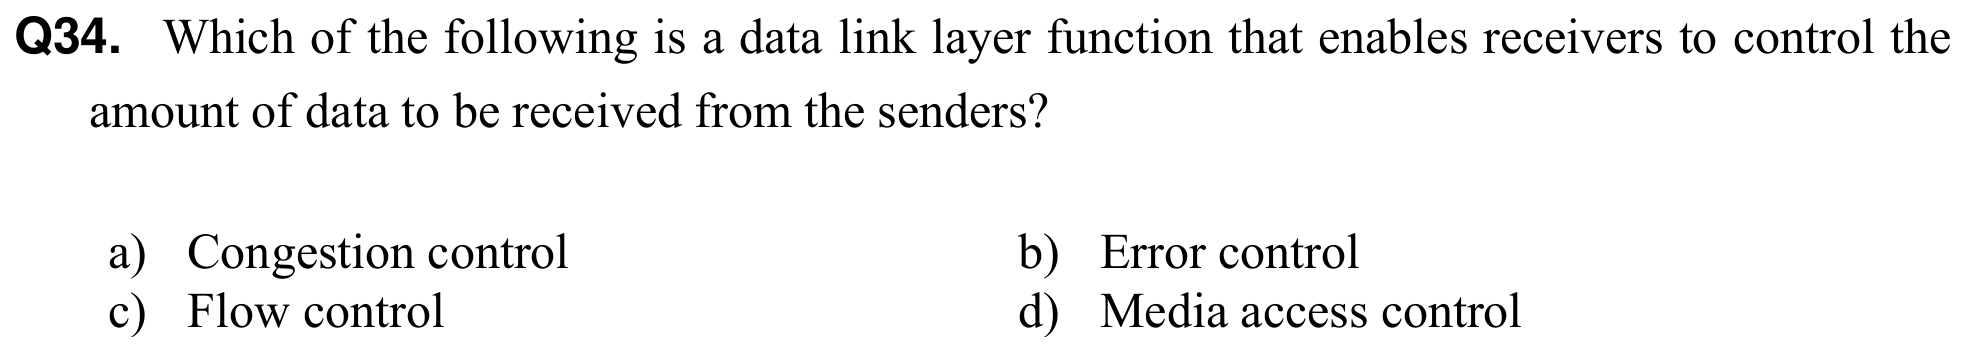 Q34. Which of the following is a data link layer function that enables receivers to control the
amount of data to be received from the senders?
a) Congestion control b) Error control
c) Flow control d) Media access control